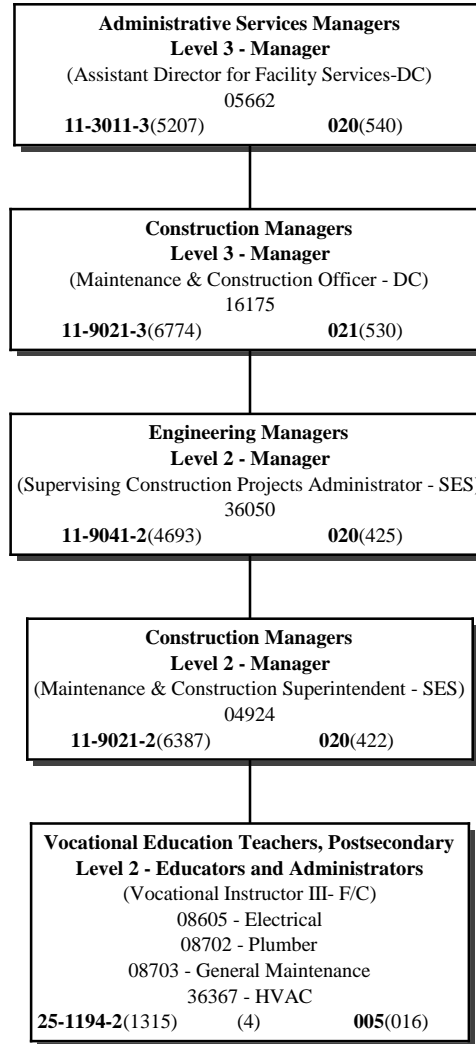 Administrative Services Managers
Level 3 - Manager
(Assistant Director for Facility Services-DC)
05662
11-3011-3(5207) 020(540)
Construction Managers
Level 3 - Manager
(Maintenance & Construction Officer - DC)
16175
11-9021-3(6774) 021(530)
Engineering Managers
Level 2 - Manager
(Supervising Construction Projects Administrator - SES)
36050
11-9041-2(4693) 020(425)
Construction Managers
Level 2 - Manager
(Maintenance & Construction Superintendent - SES)
04924
11-9021-2(6387) 020(422)
Vocational Education Teachers, Postsecondary
Level 2 - Educators and Administrators
(Vocational Instructor III- F/C)
08605 - Electrical
08702 - Plumber
08703 - General Maintenance
36367 - HVAC
25-1194-2(1315) (4) 005(016)